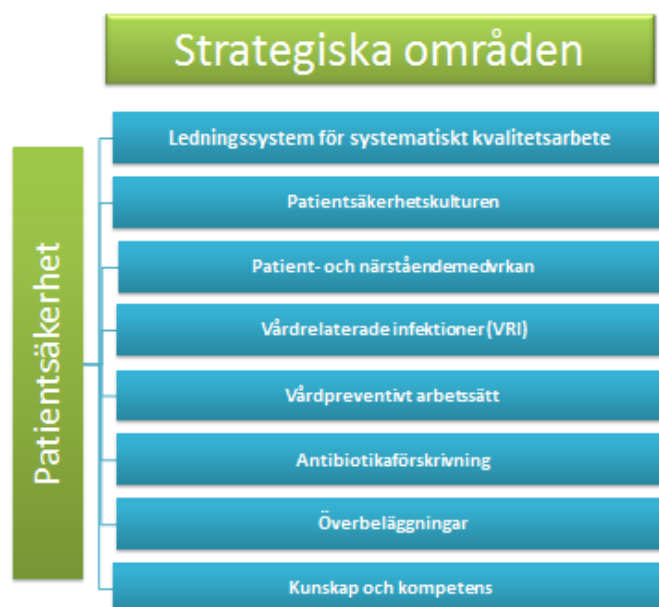 Strategiska områden
Patientsäkerhet
Ledningssystem för systematiskt kvalitetsarbete
Patientsäkerhetskulturen
Patient- och närståendemedvrkan
Vårdrelaterade infektioner (VRI)
Vårdpreventivt arbetssätt
Antibiotikaförskrivning
Överbeläggningar
Kunskap och kompetens